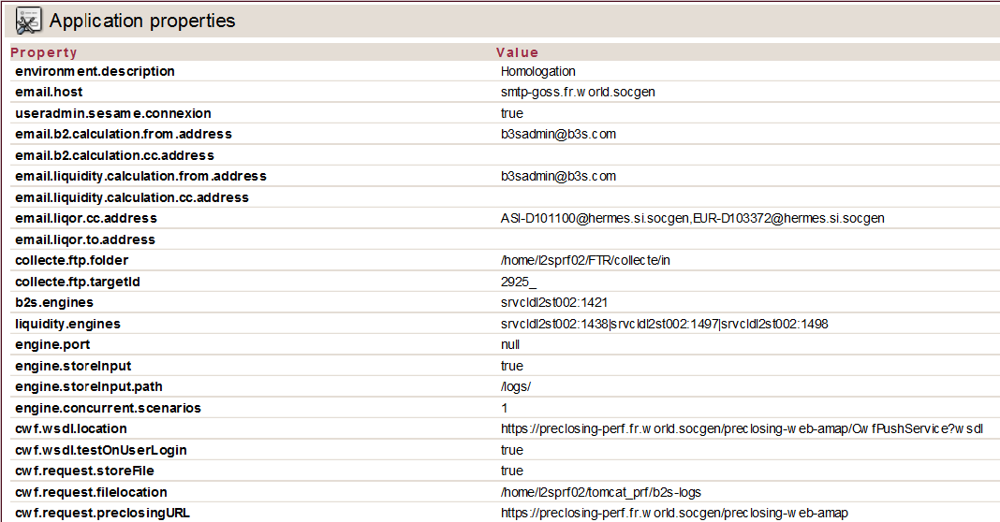 Application properties
Property Value
environment.description Homologation
email.host smtp-goss.fr.world.socgen
useradmin.sesame.connexion true
email.b2.calculation.from.address b3sadmin@b3s.com
email.b2.calculation.cc.address
email.liquidity.calculation.from.address b3sadmin@b3s.com
email.liquidity.calculation.cc.address
email.liqor.cc.address ASI-D101100@hermes.si.socgen,EUR-D103372@hermes.si.socgen
email.liqor.to.address
collecte.ftp.folder /home/l2sprf02/FTR/collecte/in
collecte.ftp.targetId 2925_
b2s.engines srvcldl2st002:1421
liquidity.engines srvcldl2st002:1438|srvcldl2st002:1497|srvcldl2st002:1498
engine.port null
engine.storeInput true
engine.storeInput.path /logs/
engine.concurrent.scenarios 1
cwf.wsdl.location https://preclosing-perf.fr.world.socgen/preclosing-web-amap/CwfPushService?wsdl
cwf.wsdl.testOnUserLogin true
cwf.request.storeFile true
cwf.request.filelocation /home/l2sprf02/tomcat_prf/b2s-logs
cwf.request.preclosingURL https://preclosing-perf.fr.world.socgen/preclosing-web-amap